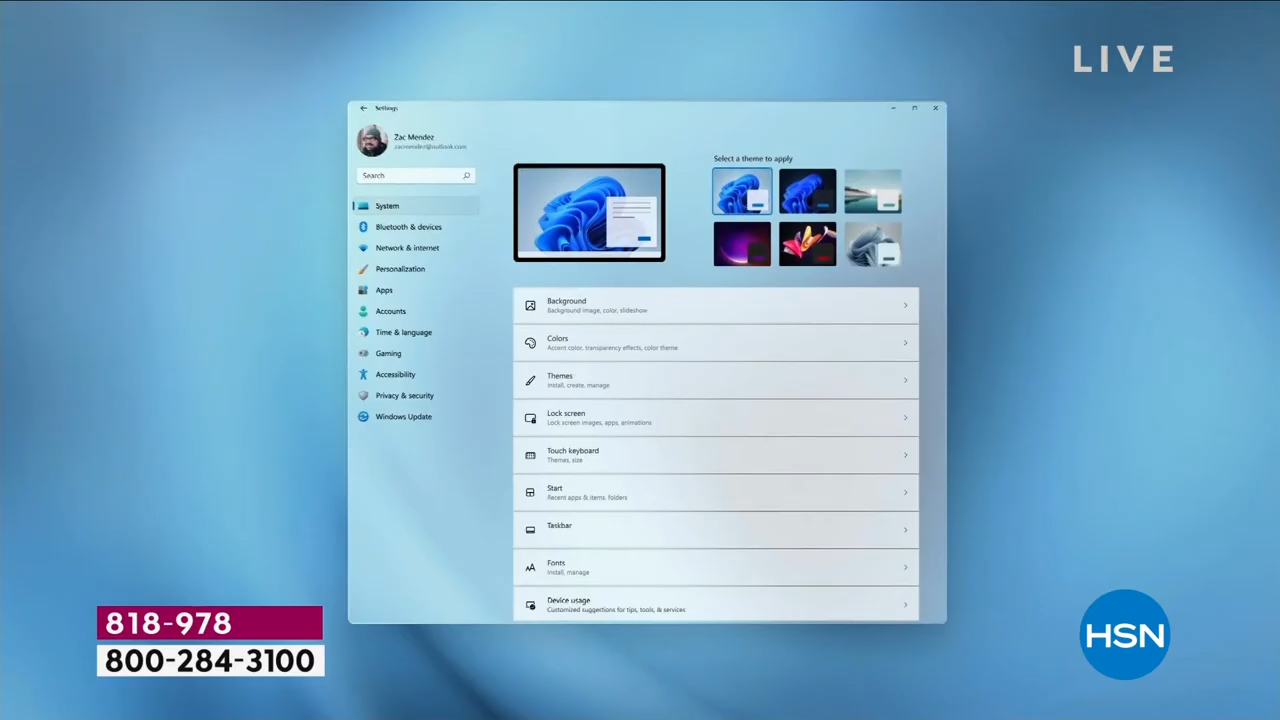 LIVE
Settings
Zac Mendez
zacmendez@outlook.com
Search
System
Bluetooth & devices
Network & internet
Personalization
Apps
Accounts
Time & language
Gaming
Accessibility
Privacy & security
Windows Update
Select a theme to apply
Background
Background image, color, slideshow
Colors
Accent color, transparency effects, color theme
Themes
Install, create, manage
Lock screen
Lock screen images, apps, animations
Touch keyboard
Themes, size
Start
Recent apps & items, folders
Taskbar
Fonts
Install, manage
Device usage
Customized suggestions for tips, tools, & services
818-978
800-284-3100
HSN